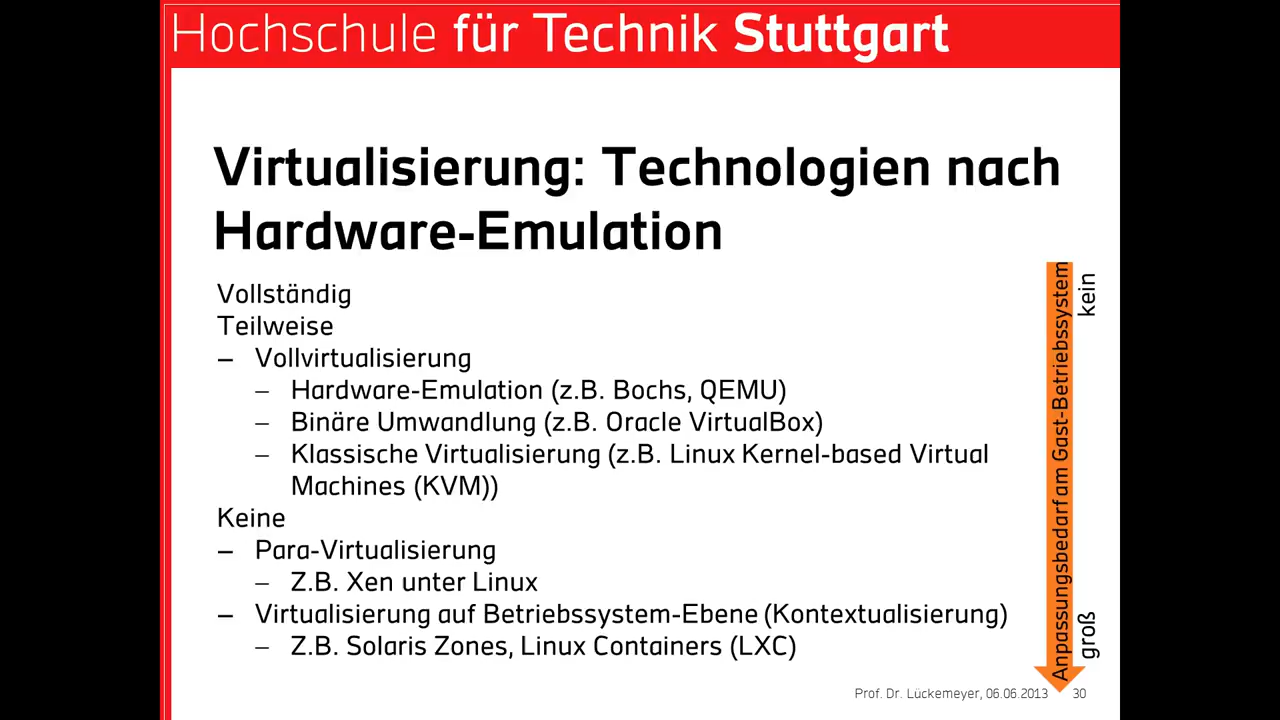 Hochschule für Technik Stuttgart
Virtualisierung: Technologien nach
Hardware-Emulation
Vollständig
Teilweise
– Vollvirtualisierung
– Hardware-Emulation (z.B. Bochs, QEMU)
– Binäre Umwandlung (z.B. Oracle VirtualBox)
– Klassische Virtualisierung (z.B. Linux Kernel-based Virtual
Machines (KVM))
Keine
– Para-Virtualisierung
– Z.B. Xen unter Linux
– Virtualisierung auf Betriebssystem-Ebene (Kontextualisierung)
– Z.B. Solaris Zones, Linux Containers (LXC)
Anpassungsbedarf am Gast-Betriebssystem
kein
groß
Prof. Dr. Lückemeyer, 06.06.2013 30